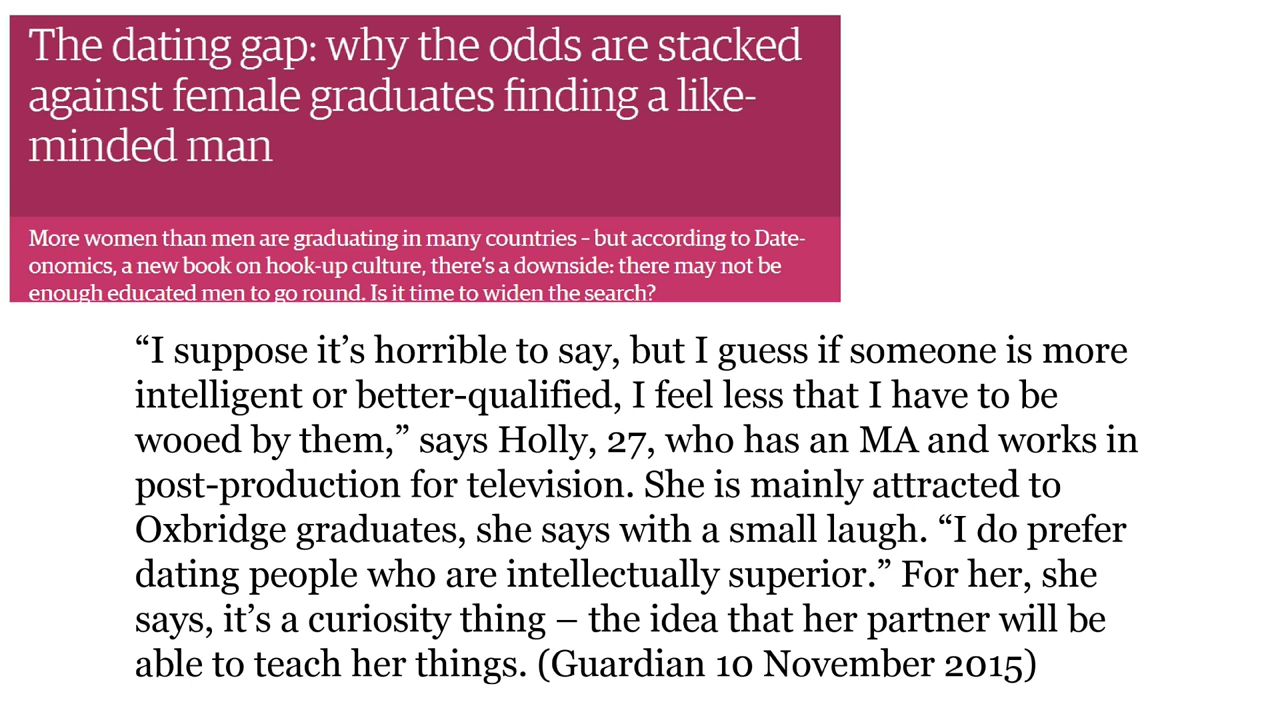 The dating gap: why the odds are stacked
against female graduates finding a like-
minded man
More women than men are graduating in many countries – but according to Date-
onomics, a new book on hook-up culture, there's a downside: there may not be
enough educated men to go round. Is it time to widen the search?
“I suppose it’s horrible to say, but I guess if someone is more
intelligent or better-qualified, I feel less that I have to be
wooed by them,” says Holly, 27, who has an MA and works in
post-production for television. She is mainly attracted to
Oxbridge graduates, she says with a small laugh. “I do prefer
dating people who are intellectually superior.” For her, she
says, it’s a curiosity thing – the idea that her partner will be
able to teach her things. (Guardian 10 November 2015)